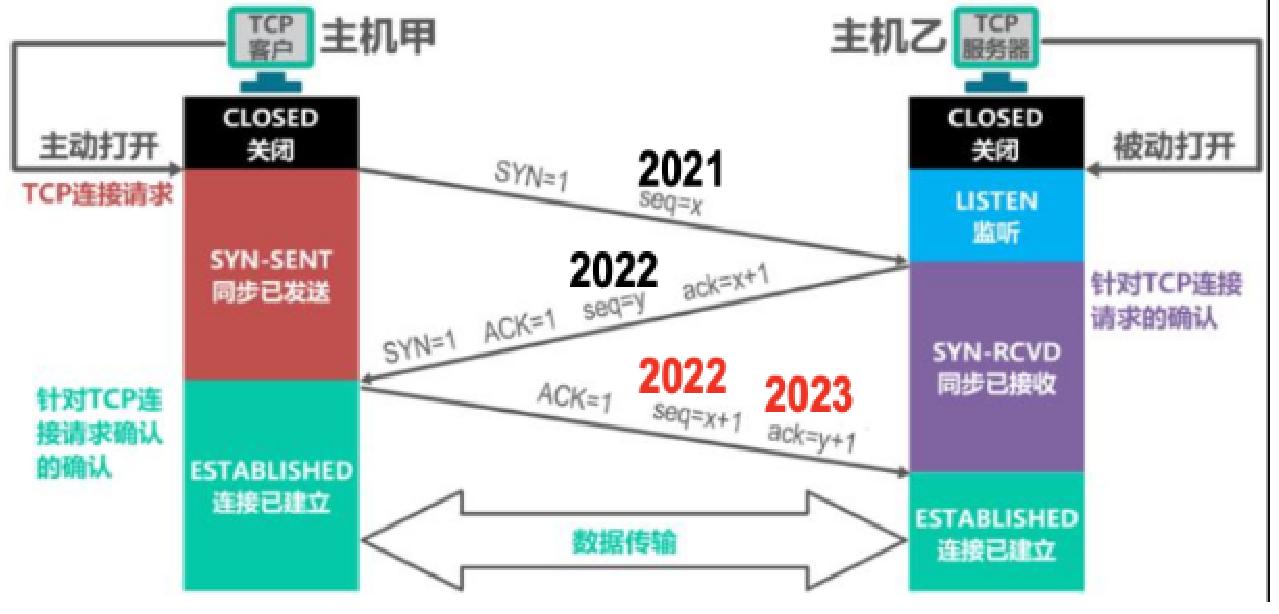 TCP
客户
主机甲
主机乙
TCP
服务器
CLOSED
关闭
CLOSED
关闭
主动打开
被动打开
TCP连接请求
SYN=1
2021
seq=x
LISTEN
监听
SYN-SENT
同步已发送
2022
SYN=1 ACK=1 seq=y ack=x+1
针对TCP连接
请求的确认
SYN-RCVD
同步已接收
2022
2023
ACK=1 seq=x+1 ack=y+1
针对TCP连
接请求确认
的确认
ESTABLISHED
连接已建立
数据传输
ESTABLISHED
连接已建立